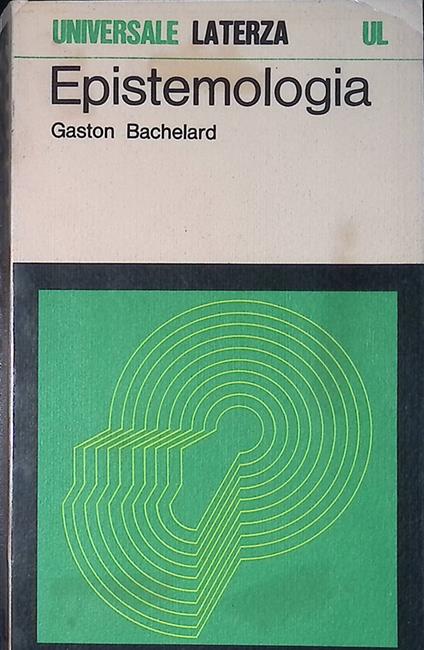 UNIVERSALE LATERZA UL
Epistemologia
Gaston Bachelard